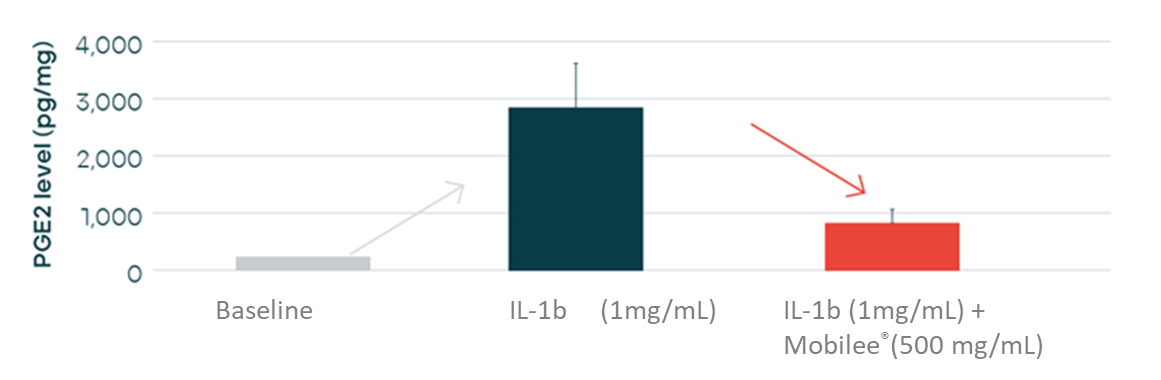 PGE2 level (pg/mg)
4,000
3,000
2,000
1,000
0
Baseline
IL-1b (1mg/mL)
IL-1b (1mg/mL) +
Mobilee®(500 mg/mL)